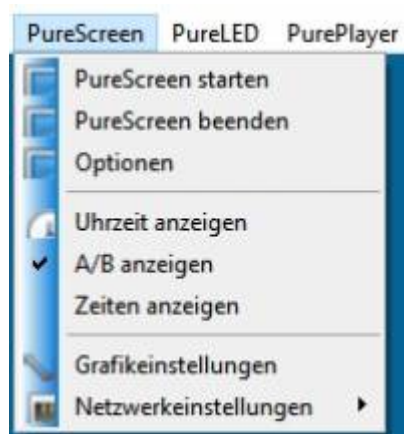 PureScreen PureLED PurePlayer
PureScreen starten
PureScreen beenden
Optionen
Uhrzeit anzeigen
A/B anzeigen
Zeiten anzeigen
Grafikeinstellungen
Netzwerkeinstellungen